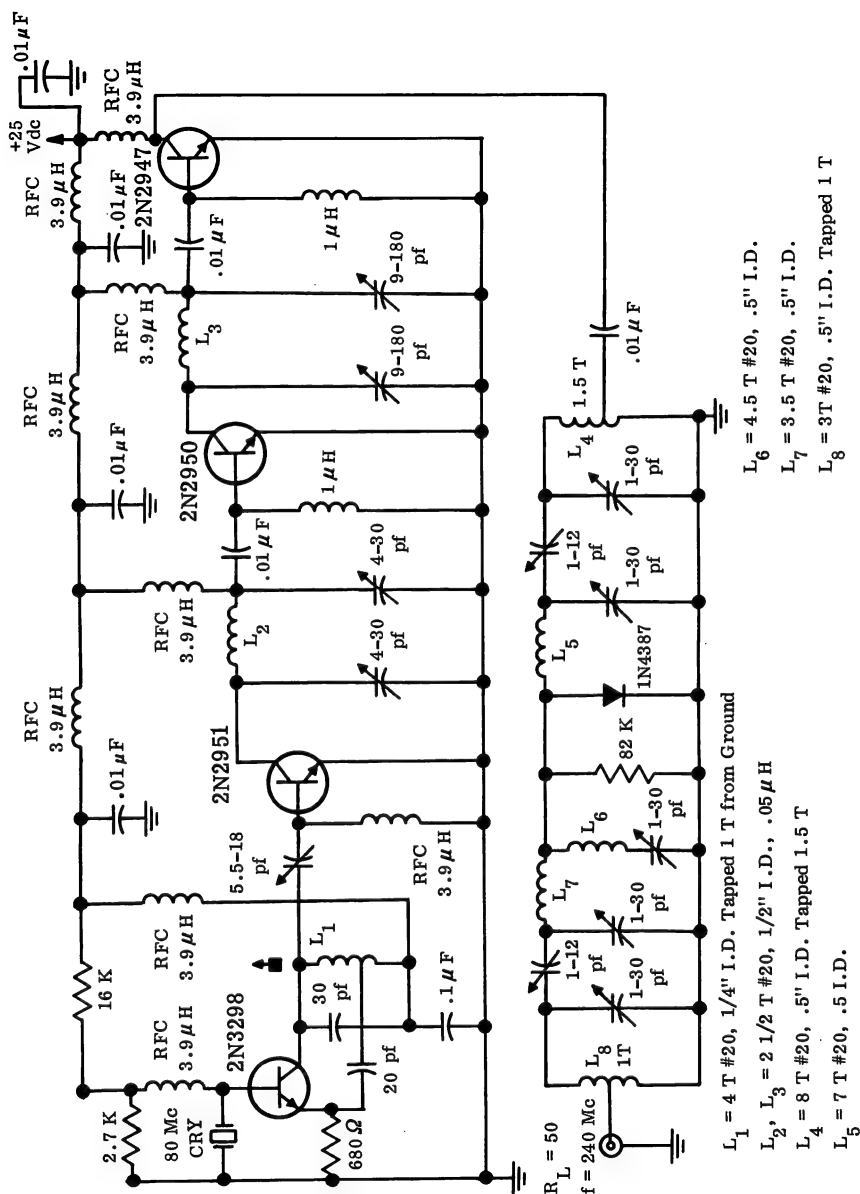 +25
Vdc
.01μF
RFC
3.9μH
RFC
3.9μH
.01μF
2N2947
RFC
3.9μH
.01μF
1μH
L3
9-180
pf
9-180
pf
RFC
3.9μH
.01μF
2N2950
.01μF
1μH
RFC
3.9μH
L2
4-30
pf
4-30
pf
RFC
3.9μH
.01μF
2N2951
5.5-18
pf
RFC
3.9μH
RFC
3.9μH
16 K
L1
30
pf
.1μF
20 pf
2N3298
RFC
3.9μH
2.7 K
80 Mc
CRY
680 Ω
RL = 50
f = 240 Mc
L8
1T
1-12
pf
1-30
pf
1-30
pf
L7
L6
1-30
pf
82 K
1N4387
L5
1-12
pf
1-30
pf
1-30
pf
L4
1.5 T
.01μF
L1 = 4 T #20, 1/4" I.D. Tapped 1 T from Ground
L2, L3 = 2 1/2 T #20, 1/2" I.D., .05μH
L4 = 8 T #20, .5" I.D. Tapped 1.5 T
L5 = 7 T #20, .5 I.D.
L6 = 4.5 T #20, .5" I.D.
L7 = 3.5 T #20, .5" I.D.
L8 = 3T #20, .5" I.D. Tapped 1 T